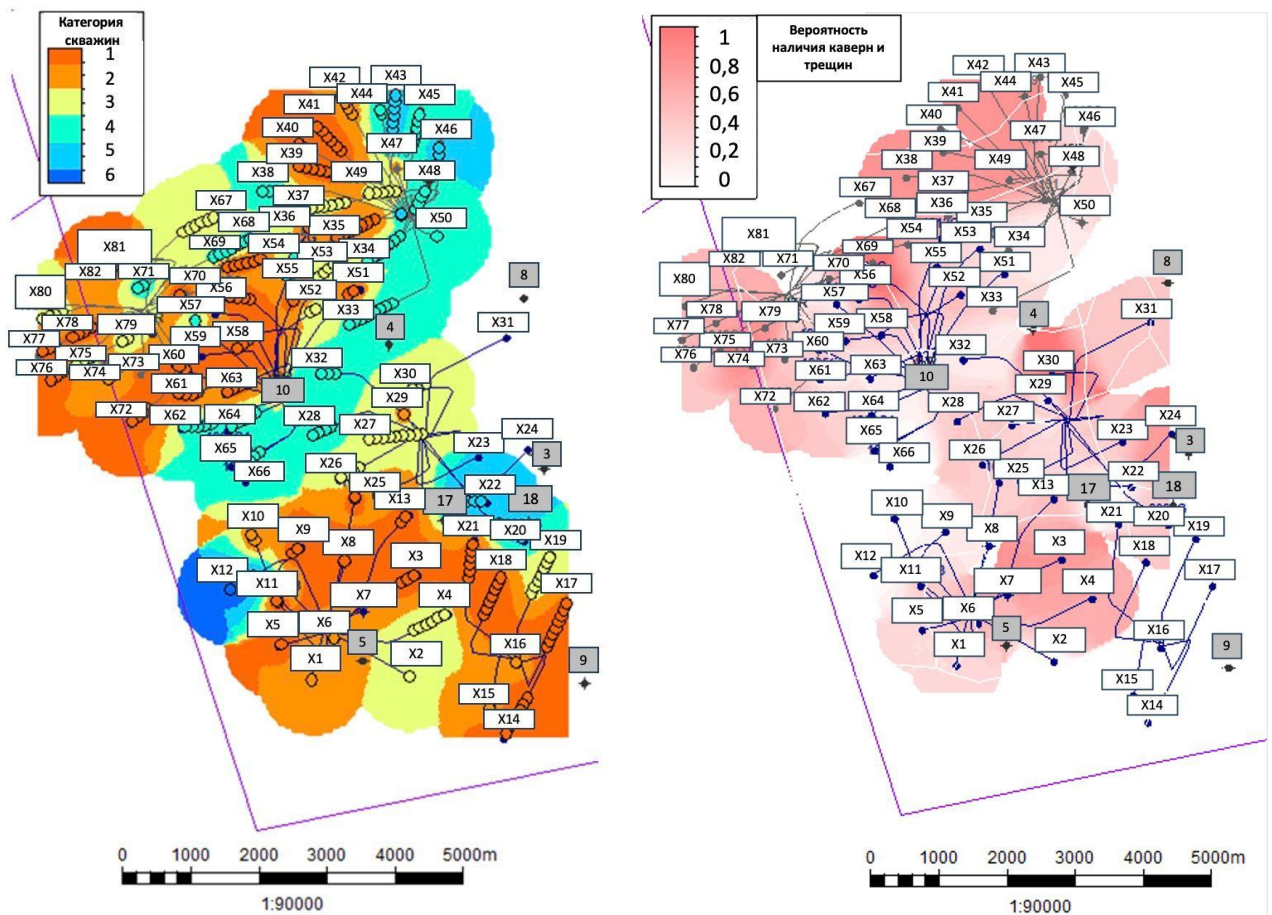 Категория
скважин
1
2
3
4
5
6
X42
X43
X44
X45
X41
X40
X46
X47
X39
X38
X49
X48
X37
X67
X36
X68
X35
X50
X81
X69
X54
X53
X34
X82
X71
X70
X55
X51
8
X80
X56
X52
X57
X33
X78
X79
X58
4
X31
X77
X59
X75
X60
X32
X76
X74
X73
X30
X61
X63
10
X29
X72
X62
X64
X28
X27
X24
X65
X23
3
X66
X26
X25
X22
X13
17
18
X10
X9
X8
X21
X20
X19
X12
X11
X3
X18
X17
X7
X4
X5
X6
5
X16
X1
X2
9
X15
X14
0 1000 2000 3000 4000 5000m
1:90000
1
0,8
0,6
0,4
0,2
0
Вероятность
наличия каверн и
трещин
X42
X43
X44
X45
X41
X40
X46
X47
X39
X38
X49
X48
X37
X67
X36
X68
X35
X50
X81
X54
X53
X34
X82
X69
X55
8
X71
X70
X80
X56
X52
X51
X57
X33
X78
X79
X59
X58
4
X31
X77
X75
X60
X32
X76
X74
X73
X30
X61
X63
10
X29
X72
X62
X64
X28
X27
X24
X65
X23
3
X66
X26
X25
X22
X13
17
18
X10
X9
X8
X21
X20
X19
X12
X11
X3
X18
X17
X7
X4
X5
X6
5
X16
X1
X2
9
X15
X14
0 1000 2000 3000 4000 5000m
1:90000